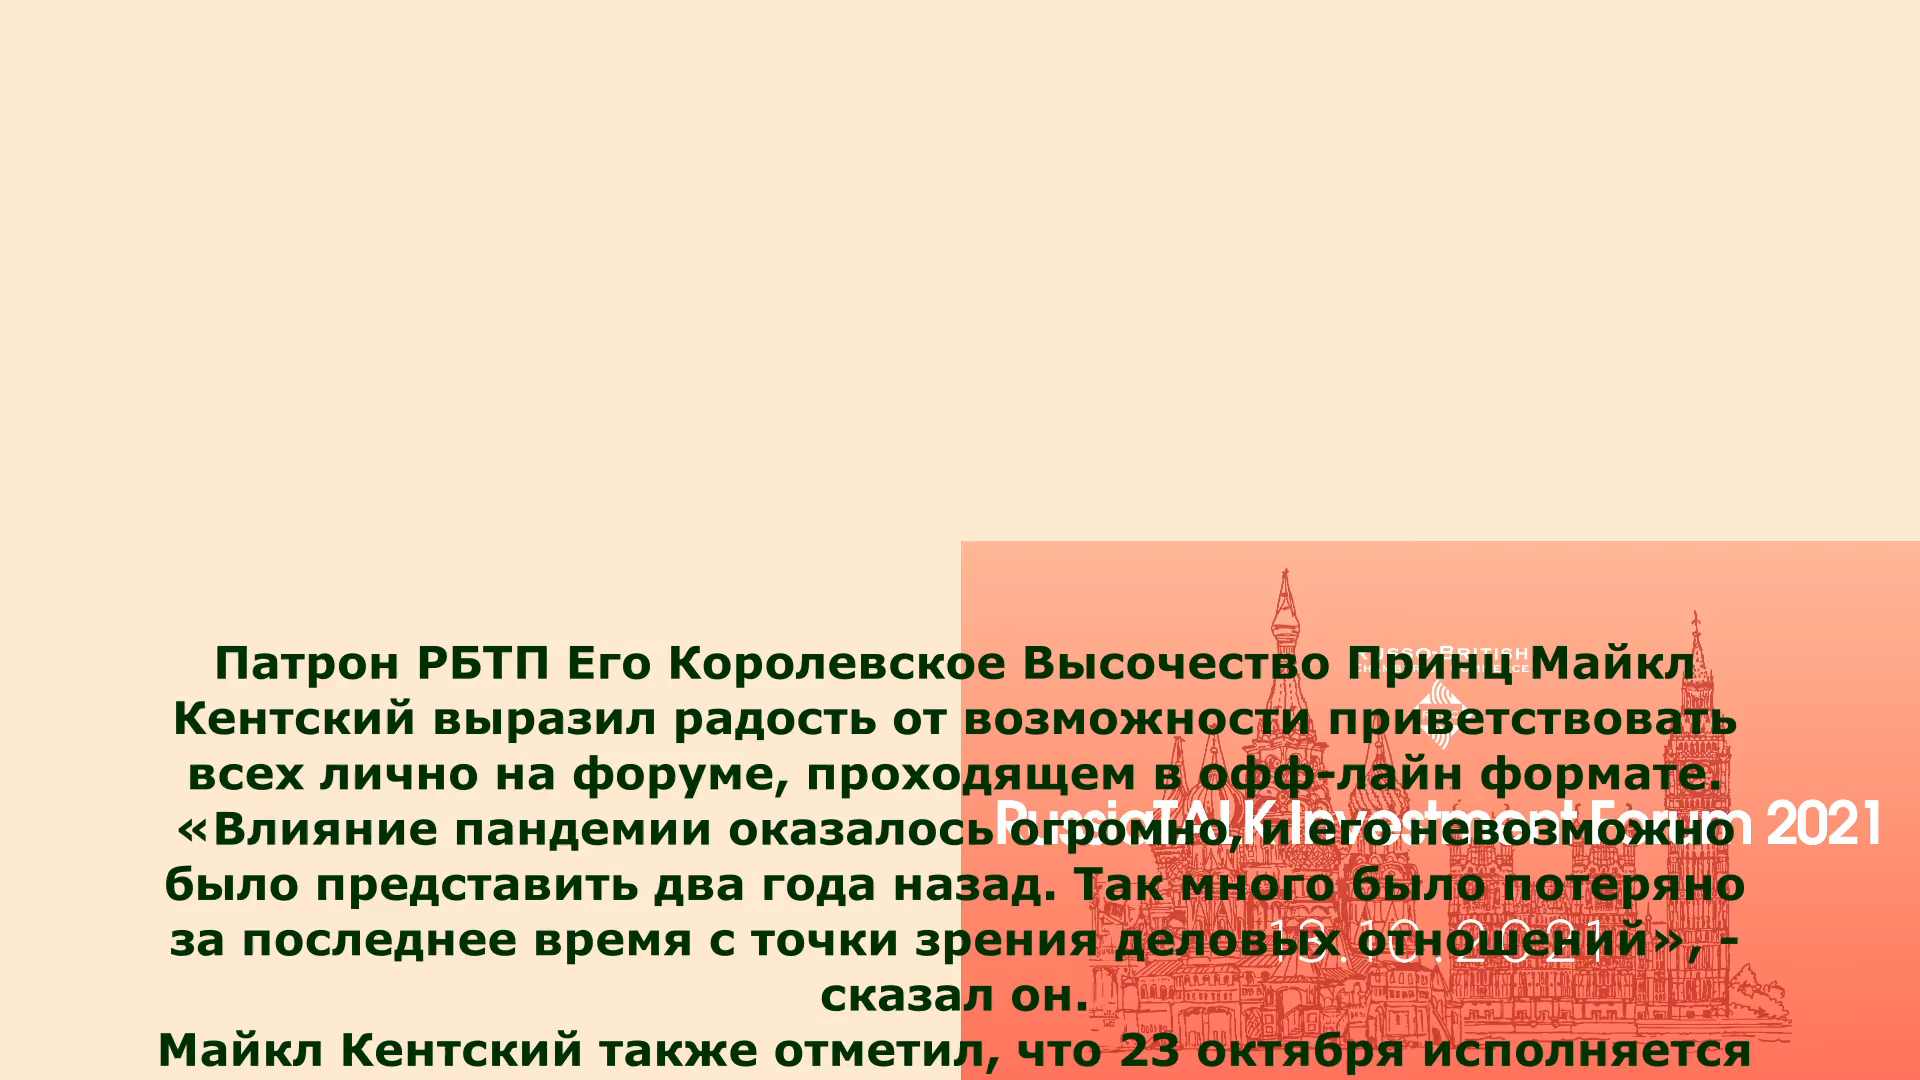 Патрон РБТП Его Королевское Высочество Принц Майкл
Кентский выразил радость от возможности приветствовать
всех лично на форуме, проходящем в офф-лайн формате.
«Влияние пандемии оказалось огромно, и его невозможно
было представить два года назад. Так много было потеряно
за последнее время с точки зрения деловых отношений», -
сказал он.
Майкл Кентский также отметил, что 23 октября исполняется
RUSSO-BRITISH
RussiaTALK Investment Forum 2021